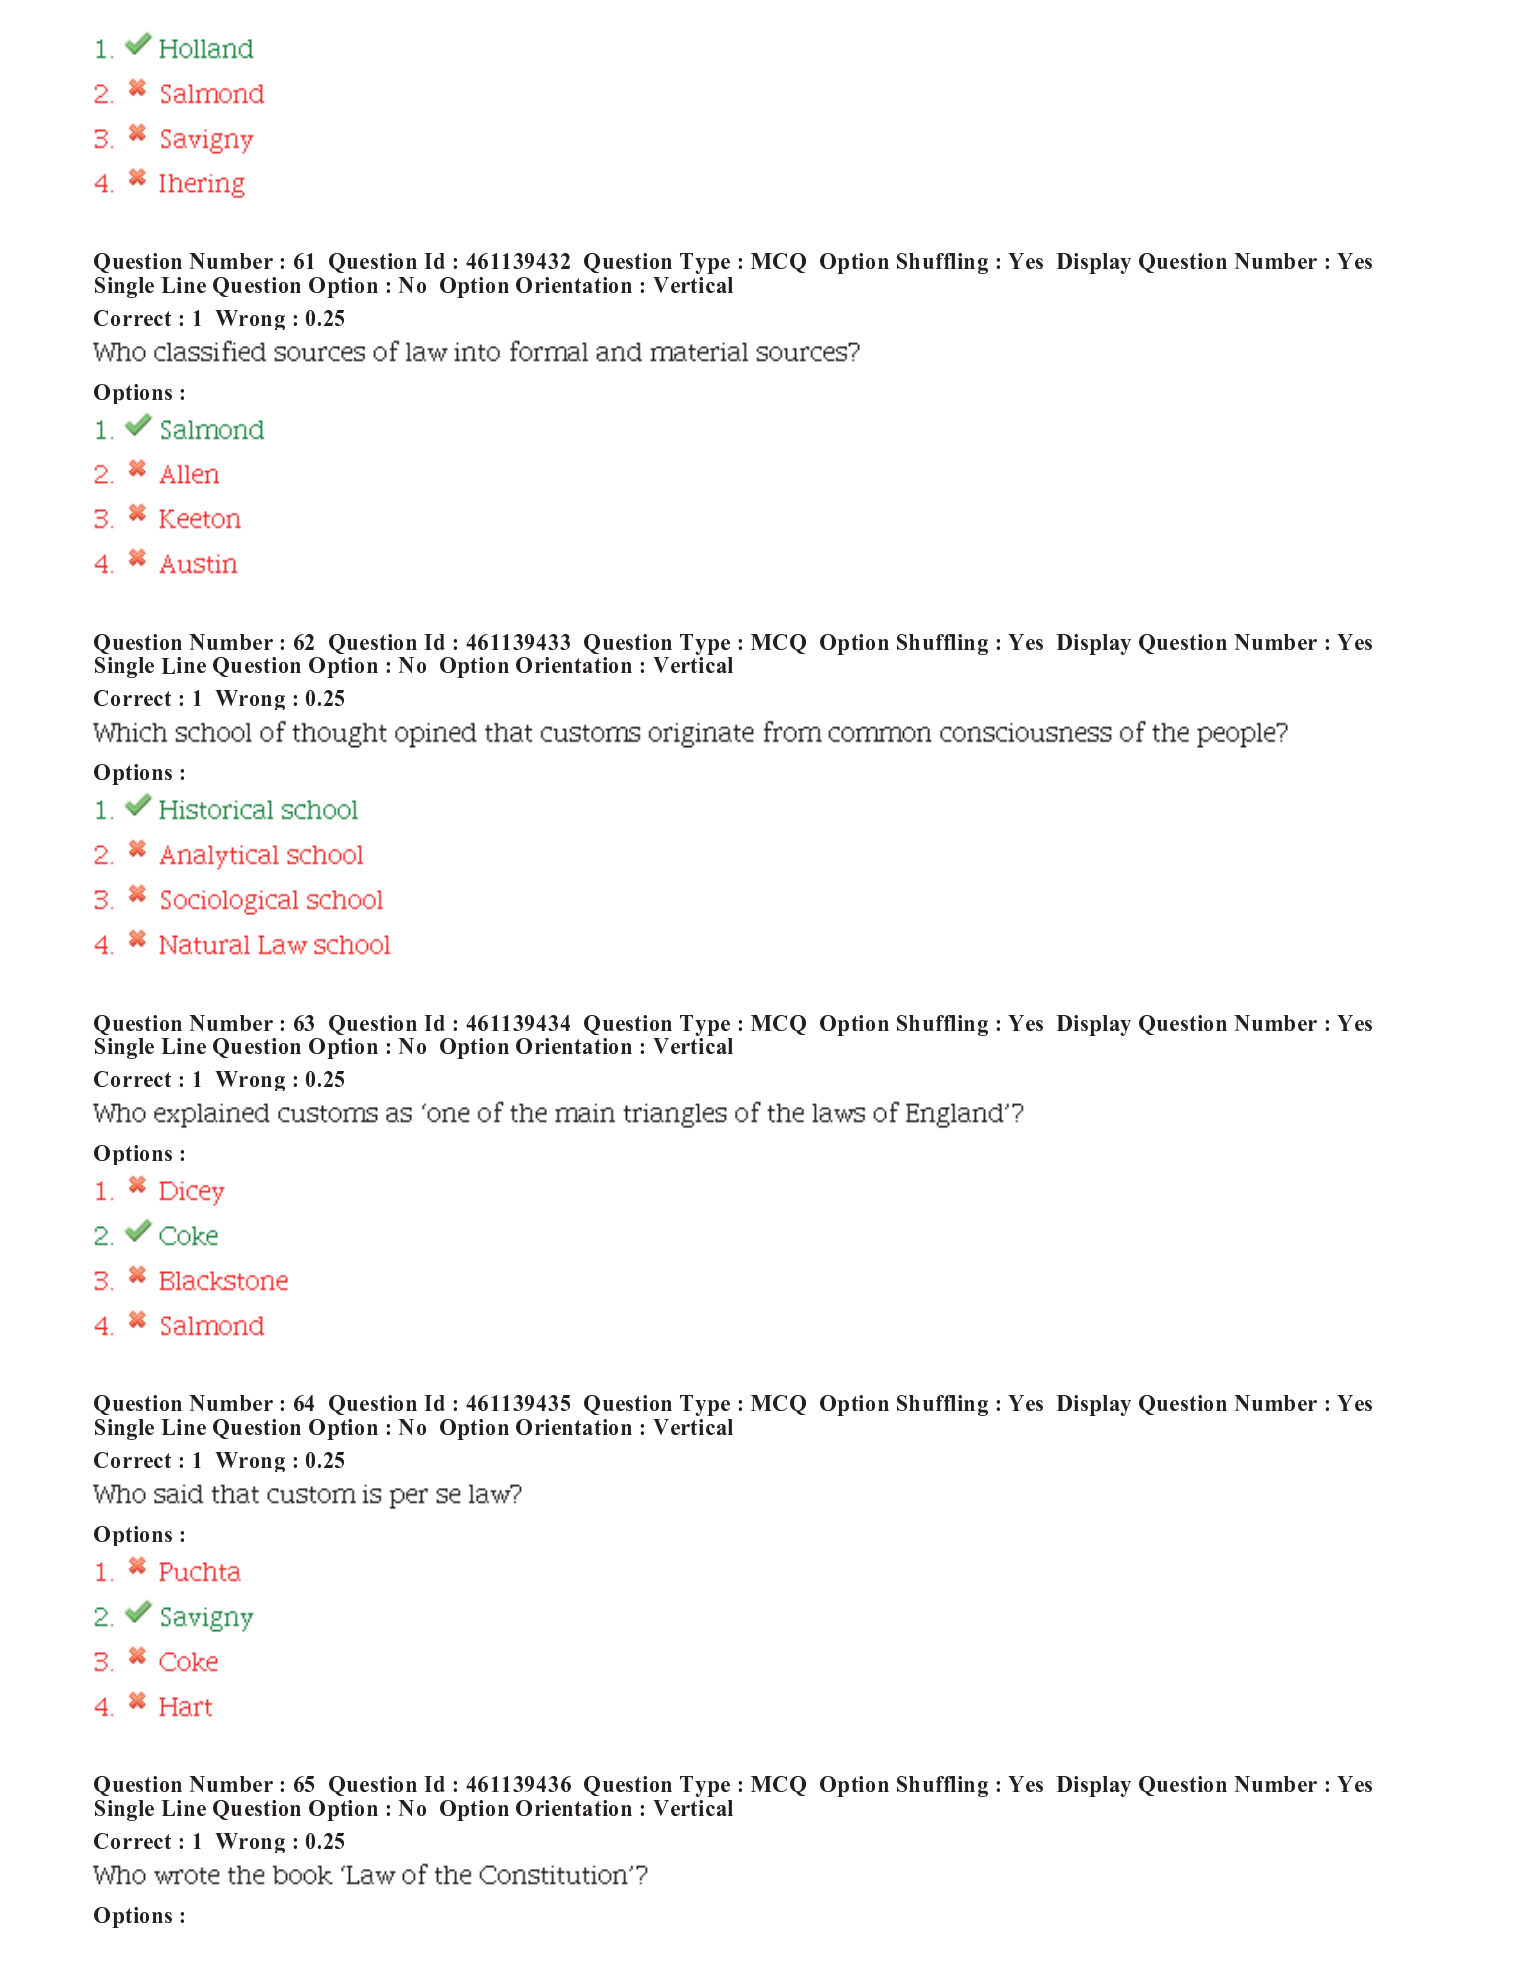 1. Holland
2. Salmond
3. Savigny
4. Ihering
Question Number : 61 Question Id : 461139432 Question Type : MCQ Option Shuffling : Yes Display Question Number : Yes
Single Line Question Option : No Option Orientation : Vertical
Correct : 1 Wrong : 0.25
Who classified sources of law into formal and material sources?
Options :
1. Salmond
2. Allen
3. Keeton
4. Austin
Question Number : 62 Question Id : 461139433 Question Type : MCQ Option Shuffling : Yes Display Question Number : Yes
Single Line Question Option : No Option Orientation : Vertical
Correct : 1 Wrong : 0.25
Which school of thought opined that customs originate from common consciousness of the people?
Options :
1. Historical school
2. Analytical school
3. Sociological school
4. Natural Law school
Question Number : 63 Question Id : 461139434 Question Type : MCQ Option Shuffling : Yes Display Question Number : Yes
Single Line Question Option : No Option Orientation : Vertical
Correct : 1 Wrong : 0.25
Who explained customs as ‘one of the main triangles of the laws of England’?
Options :
1. Dicey
2. Coke
3. Blackstone
4. Salmond
Question Number : 64 Question Id : 461139435 Question Type : MCQ Option Shuffling : Yes Display Question Number : Yes
Single Line Question Option : No Option Orientation : Vertical
Correct : 1 Wrong : 0.25
Who said that custom is per se law?
Options :
1. Puchta
2. Savigny
3. Coke
4. Hart
Question Number : 65 Question Id : 461139436 Question Type : MCQ Option Shuffling : Yes Display Question Number : Yes
Single Line Question Option : No Option Orientation : Vertical
Correct : 1 Wrong : 0.25
Who wrote the book ‘Law of the Constitution’?
Options :